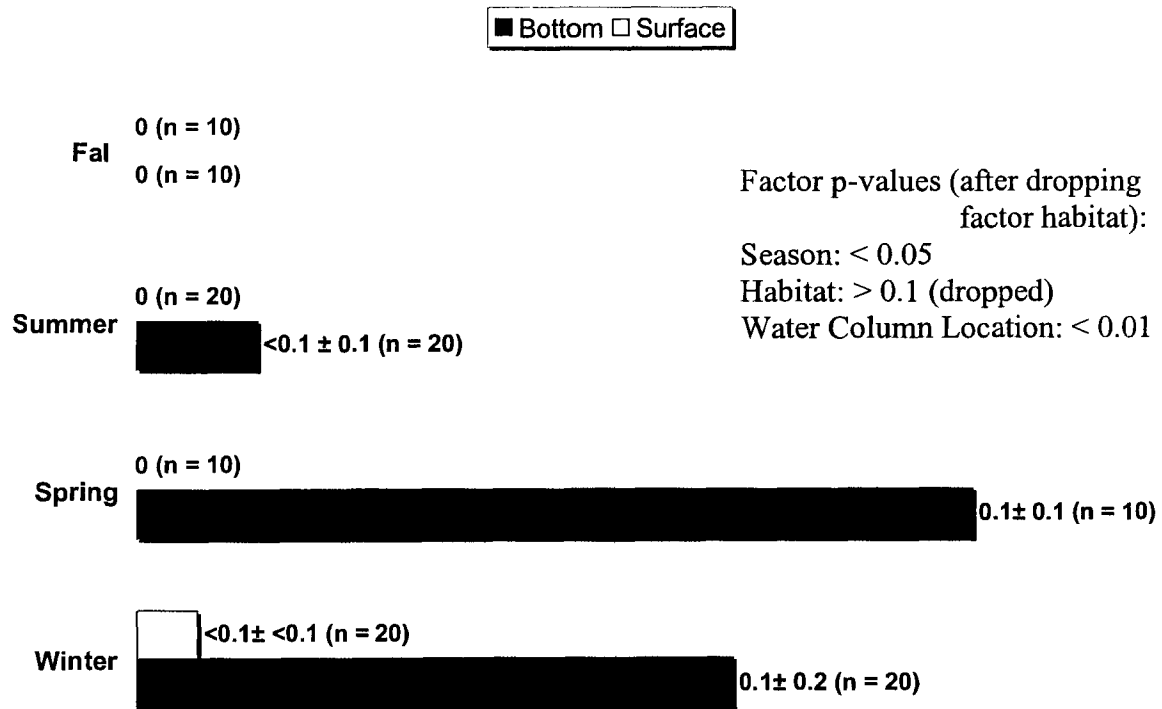 ■ Bottom □ Surface
0 (n = 10)
Fal
0 (n = 10)
Factor p-values (after dropping
factor habitat):
Season: < 0.05
Habitat: > 0.1 (dropped)
Water Column Location: < 0.01
0 (n = 20)
Summer
<0.1 ± 0.1 (n = 20)
0 (n = 10)
Spring
0.1± 0.1 (n = 10)
<0.1± <0.1 (n = 20)
Winter
0.1± 0.2 (n = 20)